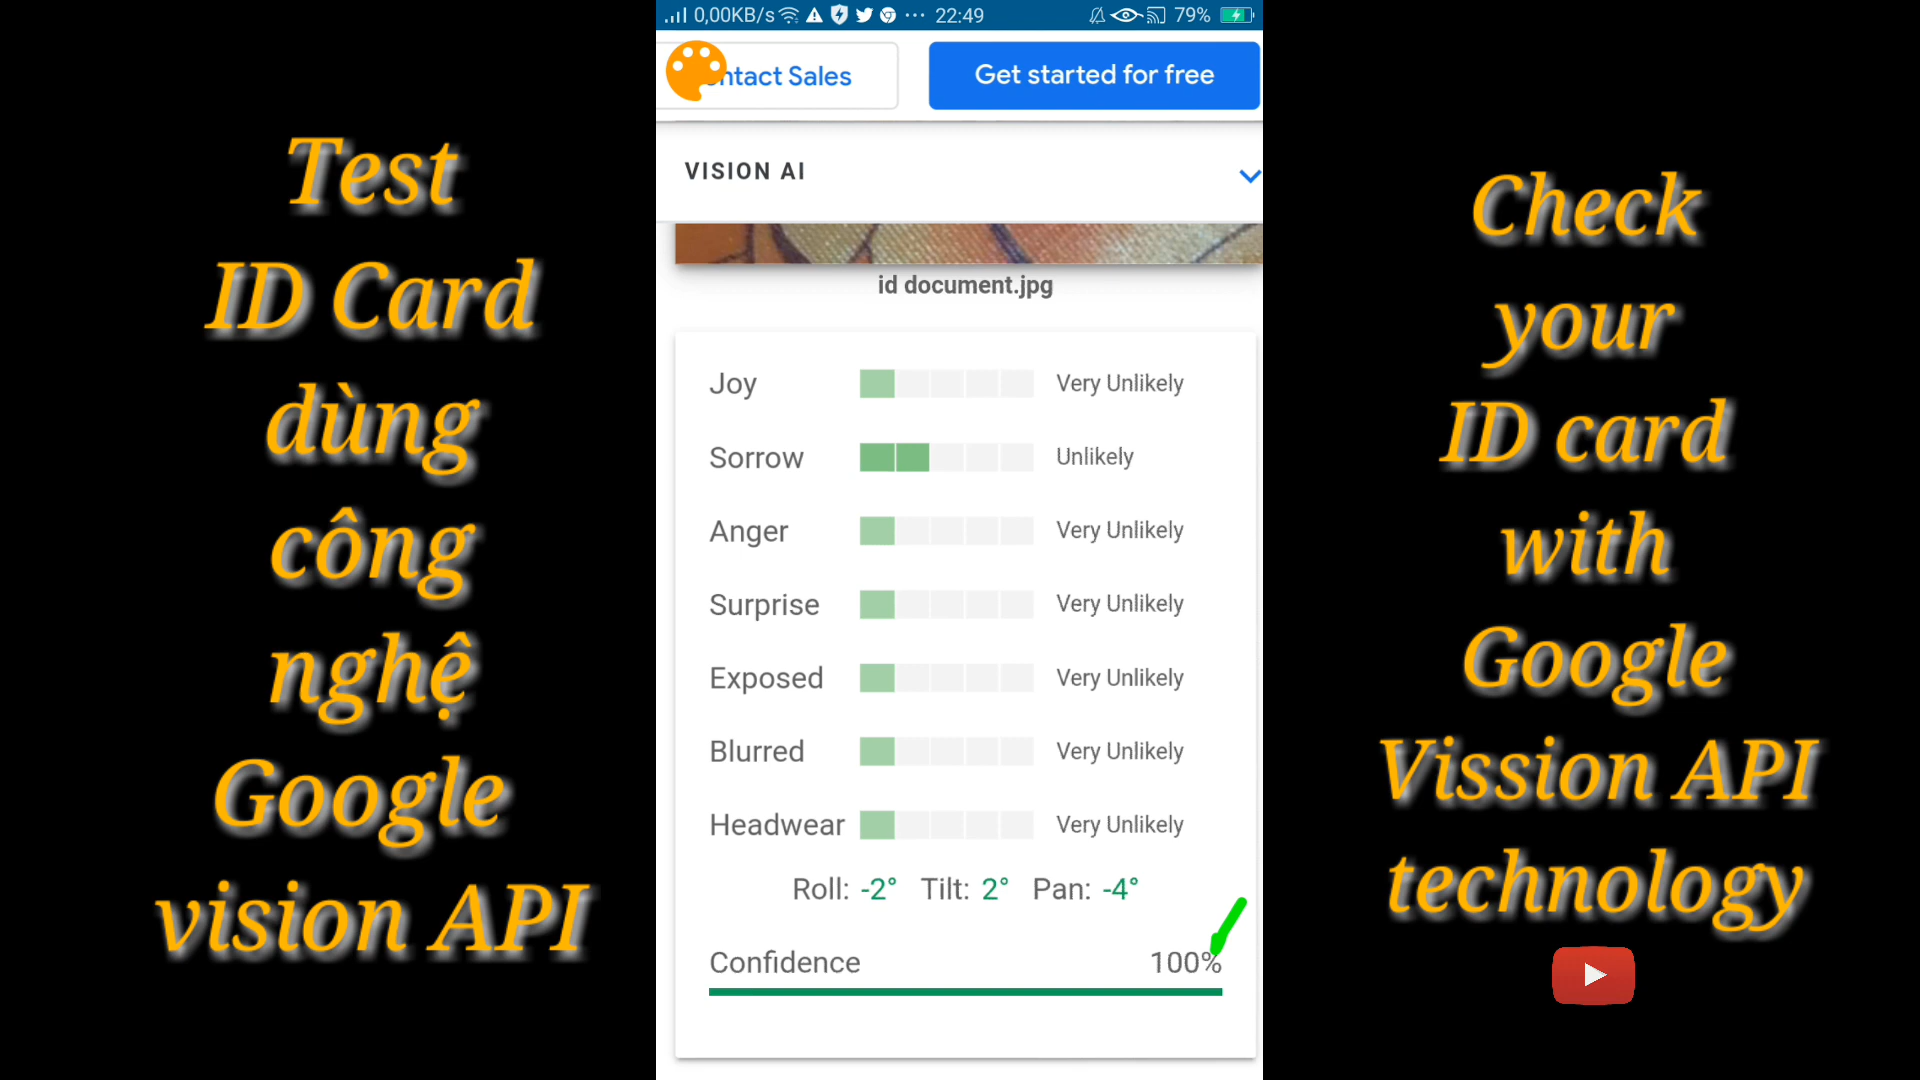 Test
ID Card
dùng
công
nghệ
Google
vision API
0,00KB/s 22:49 79%
ntact Sales
Get started for free
VISION AI
id document.jpg
Joy Very Unlikely
Sorrow Unlikely
Anger Very Unlikely
Surprise Very Unlikely
Exposed Very Unlikely
Blurred Very Unlikely
Headwear Very Unlikely
Roll: -2° Tilt: 2° Pan: -4°
Confidence 100%
Check
your
ID card
with
Google
Vission API
technology